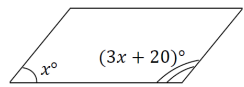 x° (3x + 20)°